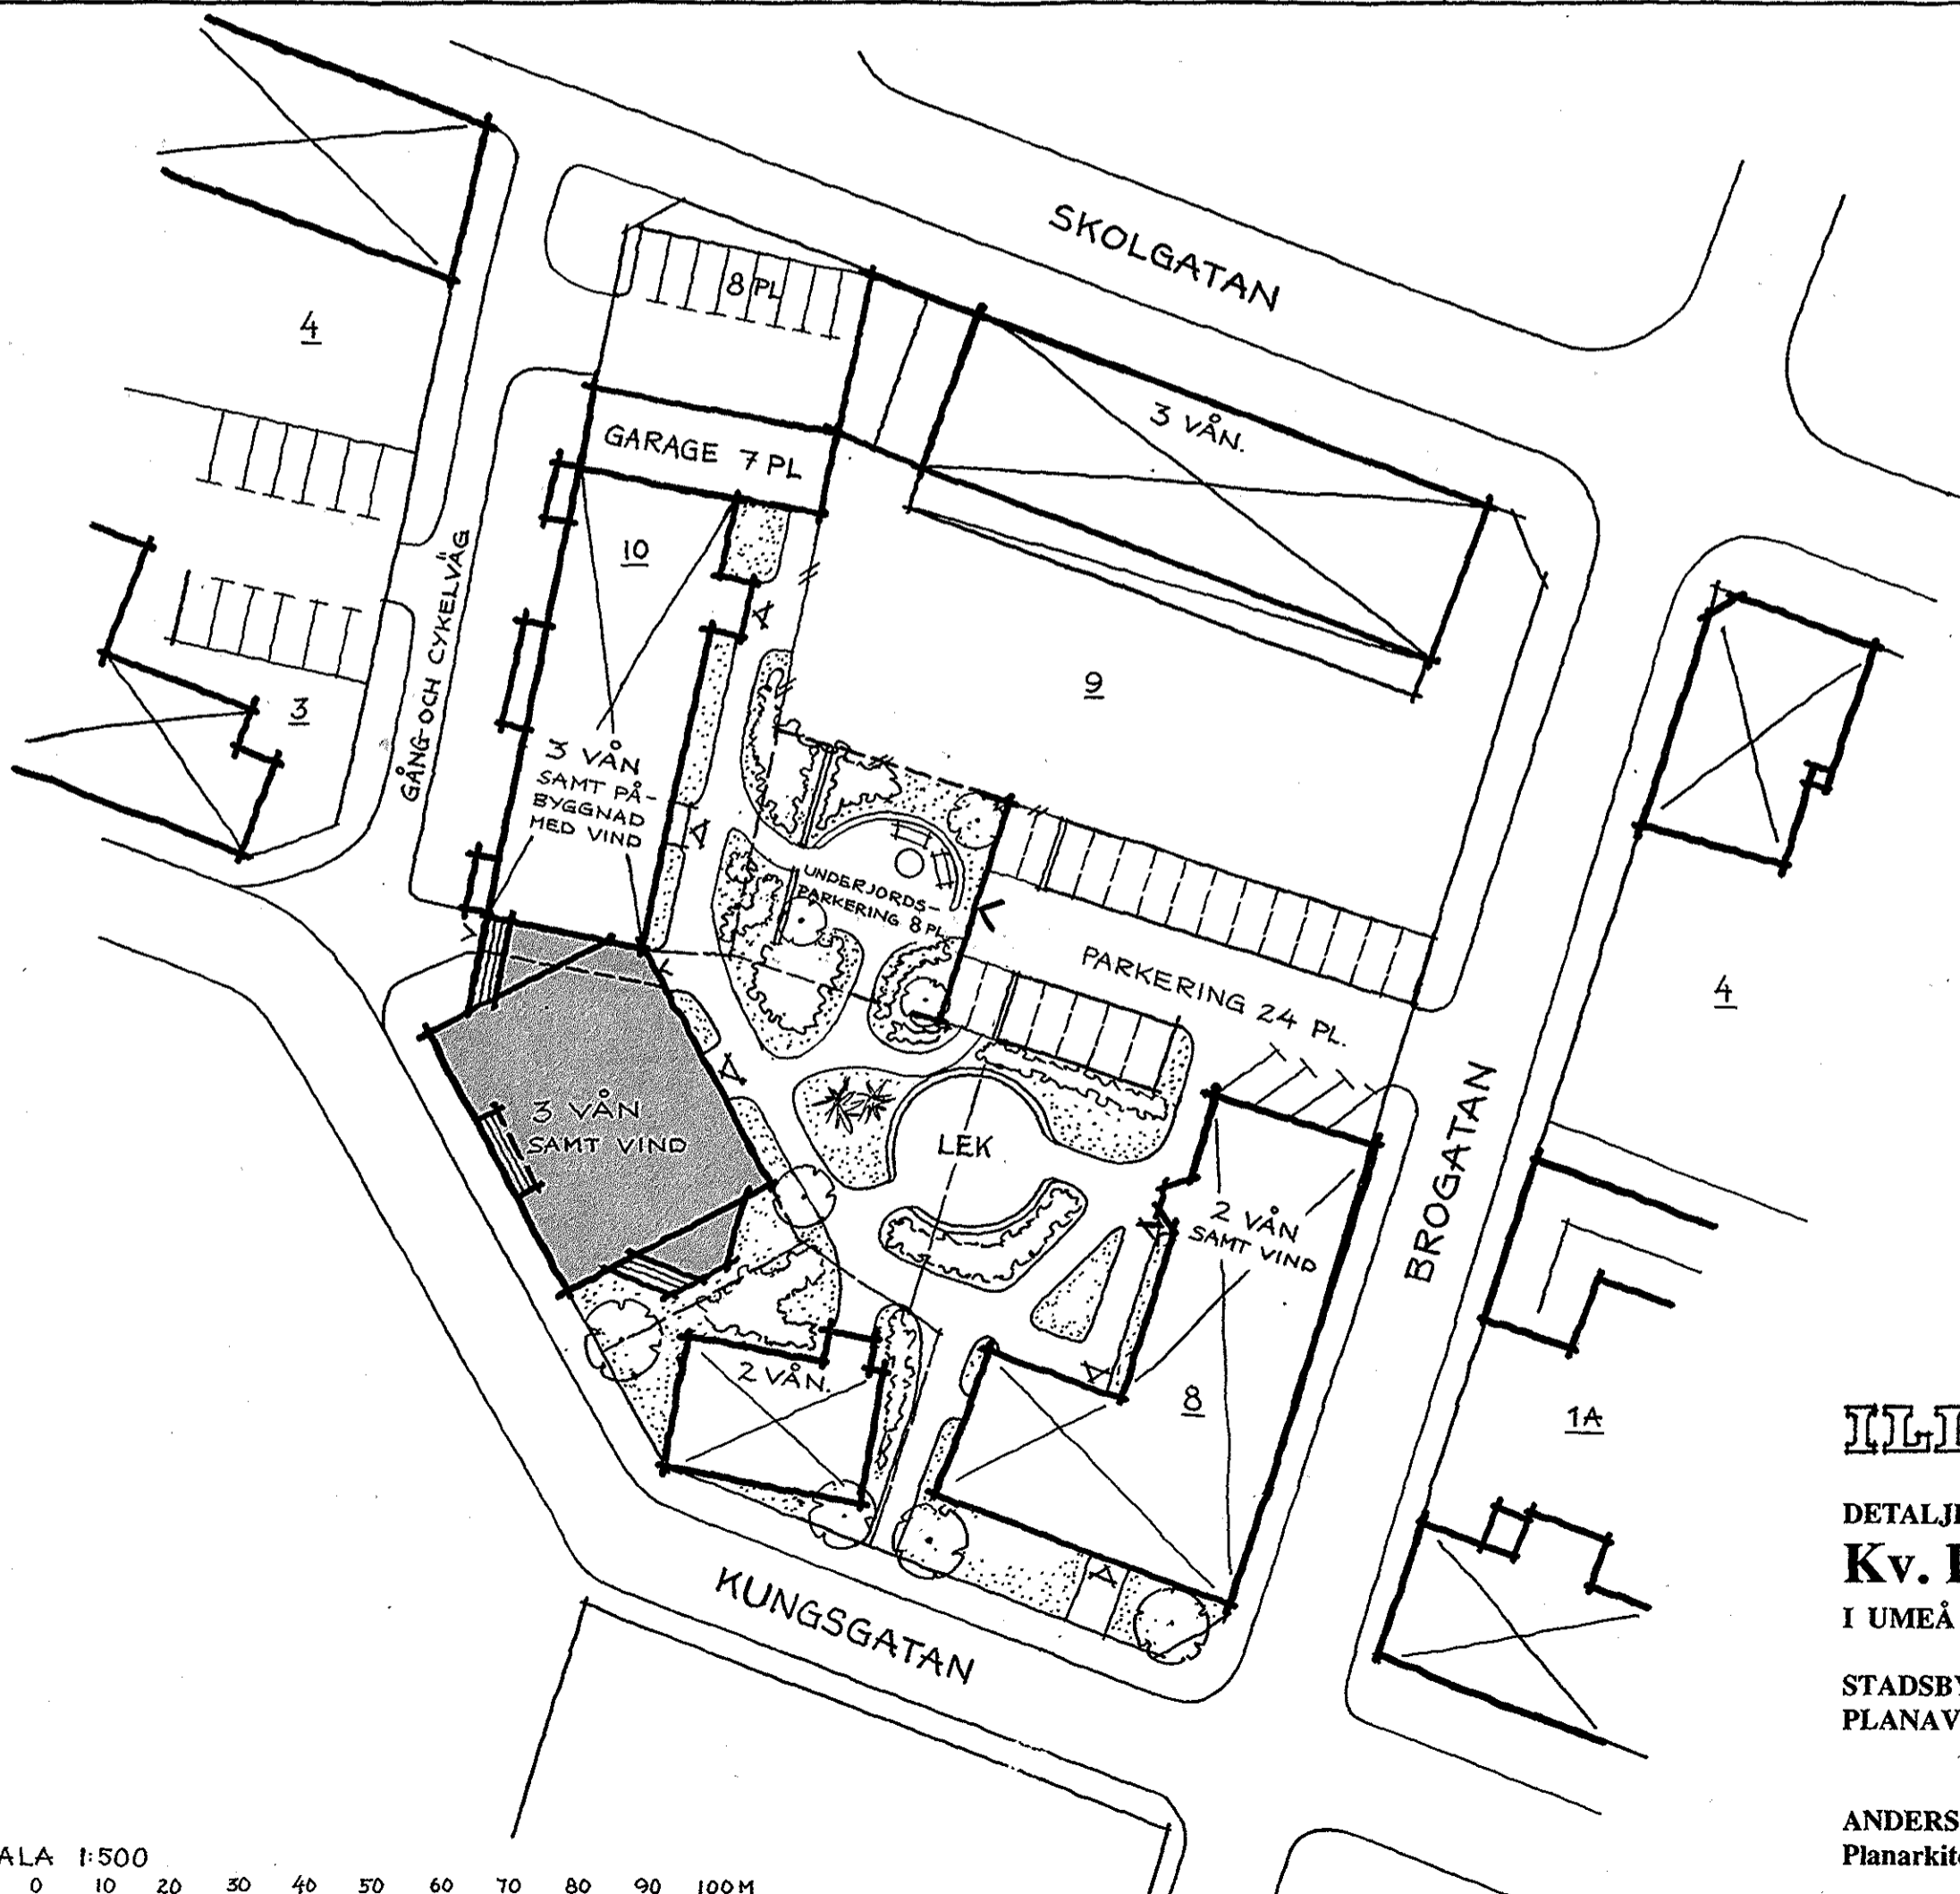 SKOLGATAN
8 PL
4
3 VÅN.
GARAGE 7 PL
10
GÅNG- OCH CYKELVÄG
3
9
3 VÅN
SAMT PÅ-
BYGGNAD
MED VIND
UNDERJORDS-
PARKERING 8 PL
PARKERING 24 PL.
4
3 VÅN
SAMT VIND
LEK
BROGATAN
2 VÅN
SAMT VIND
2 VÅN.
8
1A
KUNGSGATAN
DETALJ
Kv.
I UMEÅ
STADSBY
PLANAV
ANDERS
Planarkit
ALA 1:500
0 10 20 30 40 50 60 70 80 90 100 M